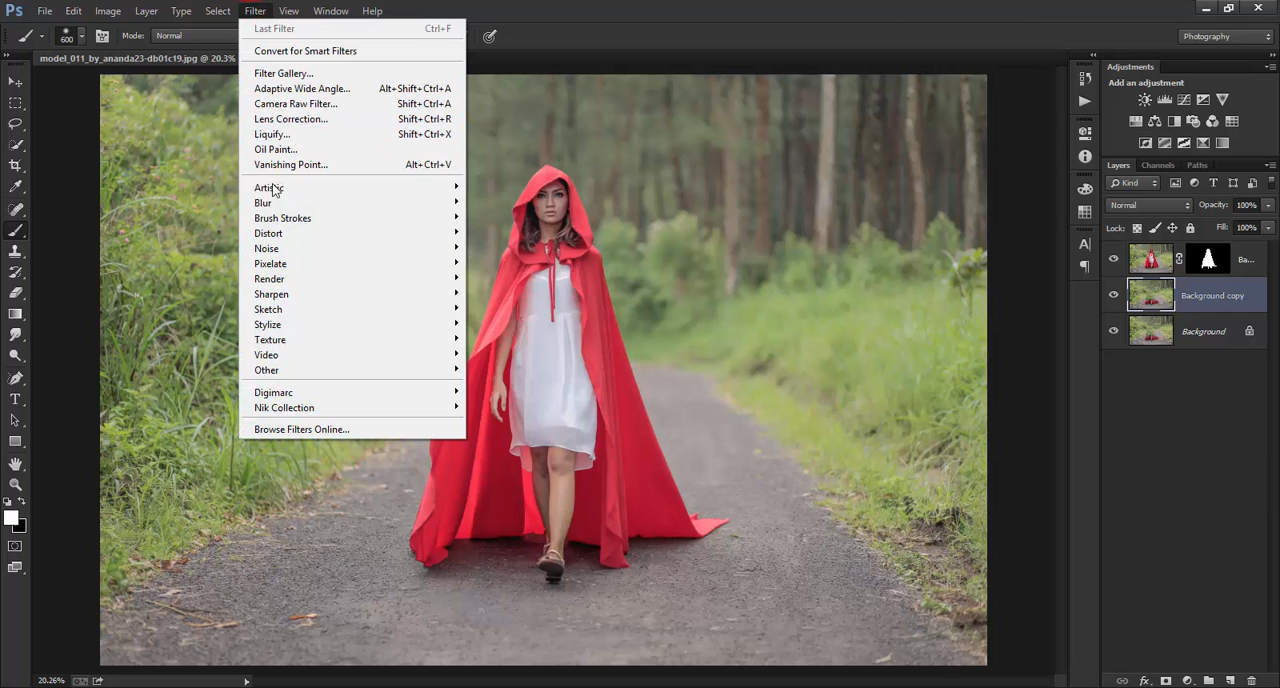 Ps File Edit Image Layer Type Select Filter View Window Help
600 Mode: Normal Photography
model_011_by_ananda23-db01c19.jpg @ 20.3%
Last Filter Ctrl+F
Convert for Smart Filters
Filter Gallery...
Adaptive Wide Angle... Alt+Shift+Ctrl+A
Camera Raw Filter... Shift+Ctrl+A
Lens Correction... Shift+Ctrl+R
Liquify... Shift+Ctrl+X
Oil Paint...
Vanishing Point... Alt+Ctrl+V
Artistic
Blur
Brush Strokes
Distort
Noise
Pixelate
Render
Sharpen
Sketch
Stylize
Texture
Video
Other
Digimarc
Nik Collection
Browse Filters Online...
Adjustments
Add an adjustment
Layers Channels Paths
Kind
Normal Opacity: 100%
Lock: Fill: 100%
Ba...
Background copy
Background
20.26%